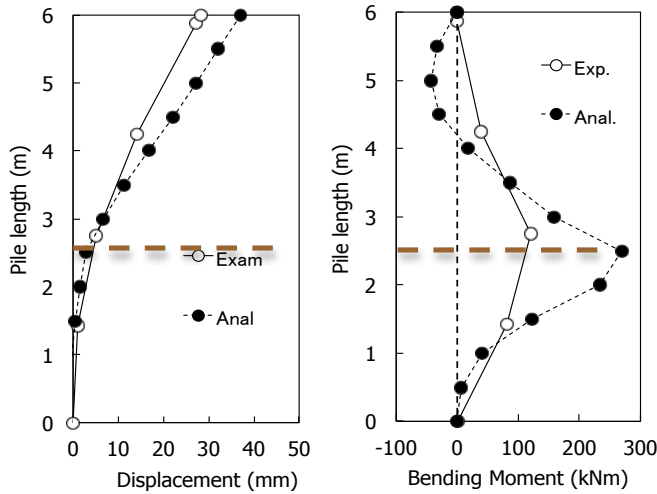 6
5
4
3
2
1
0
Pile length (m)
Exam
Anal
0 10 20 30 40 50
Displacement (mm)
6
5
4
3
2
1
0
Pile length (m)
Exp.
Anal.
-100 0 100 200 300
Bending Moment (kNm)